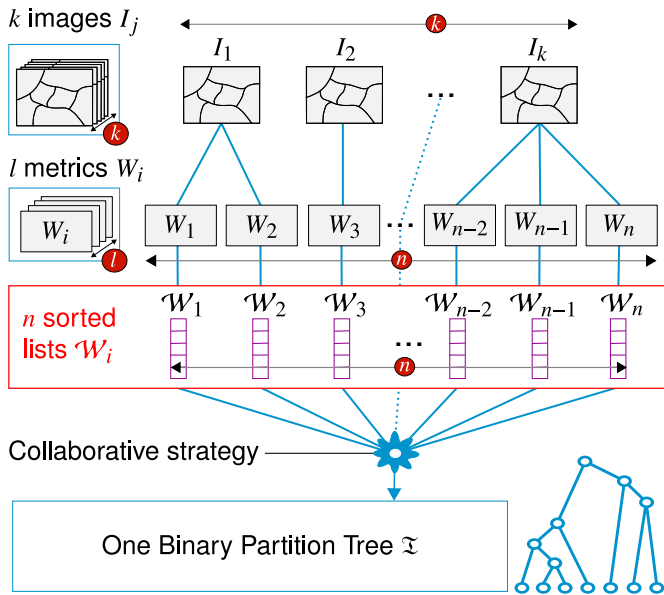 k images I_j
k
I_1 I_2 I_k
...
k
l metrics W_i
W_i
l
W_1 W_2 W_3 ... W_{n−2} W_{n−1} W_n
n
𝒲_1 𝒲_2 𝒲_3 𝒲_{n−2} 𝒲_{n−1} 𝒲_n
n sorted
lists 𝒲_i
...
n
Collaborative strategy
One Binary Partition Tree 𝔗